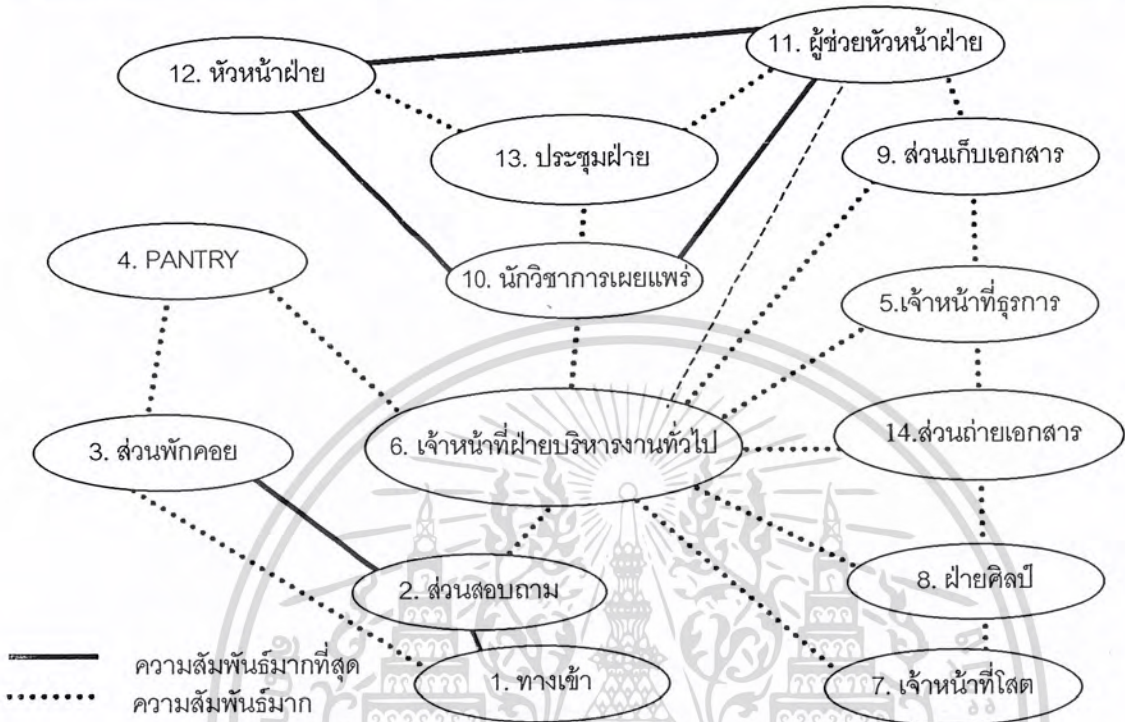 11. ผู้ช่วยหัวหน้าฝ่าย
12. หัวหน้าฝ่าย
13. ประชุมฝ่าย
9. ส่วนเก็บเอกสาร
4. PANTRY
10. นักวิชาการเผยแพร่
5.เจ้าหน้าที่ธุรการ
3. ส่วนพักคอย
6. เจ้าหน้าที่ฝ่ายบริหารงานทั่วไป
14.ส่วนถ่ายเอกสาร
2. ส่วนสอบถาม
8. ฝ่ายศิลป์
ความสัมพันธ์มากที่สุด
1. ทางเข้า
7. เจ้าหน้าที่โสต
ความสัมพันธ์มาก